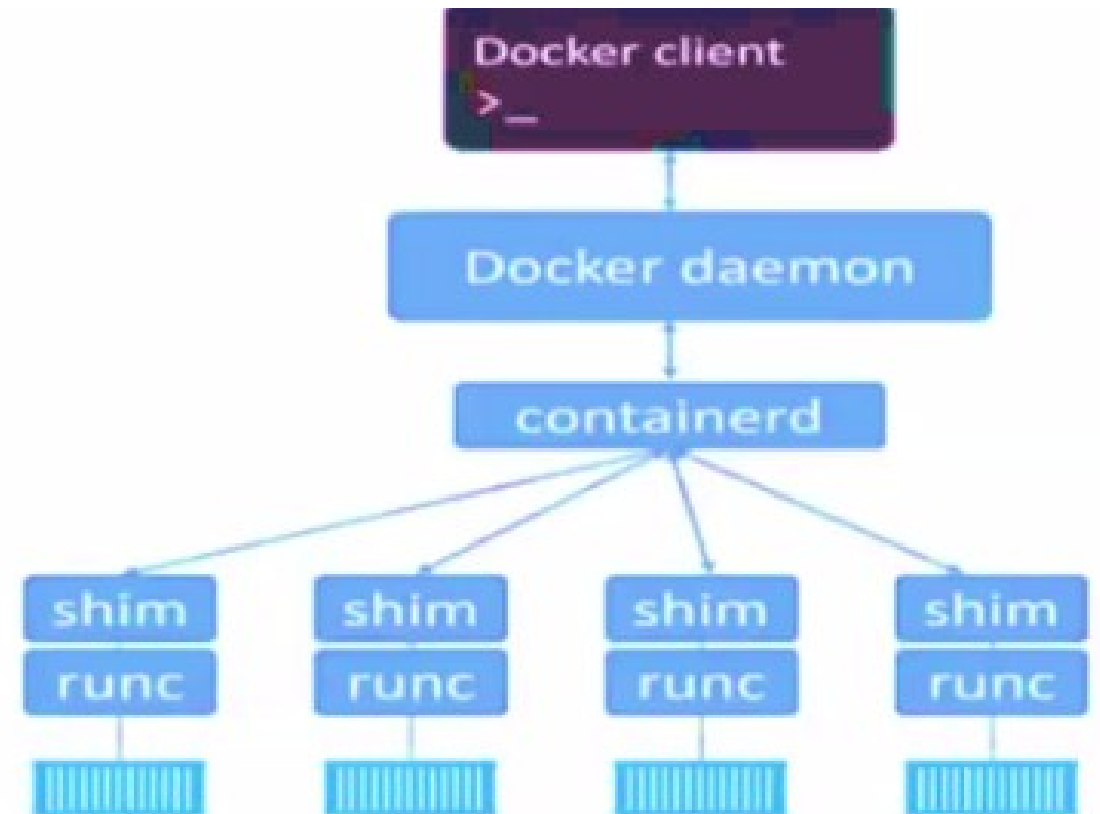 Docker client
>_
Docker daemon
containerd
shim shim shim shim
runc runc runc runc